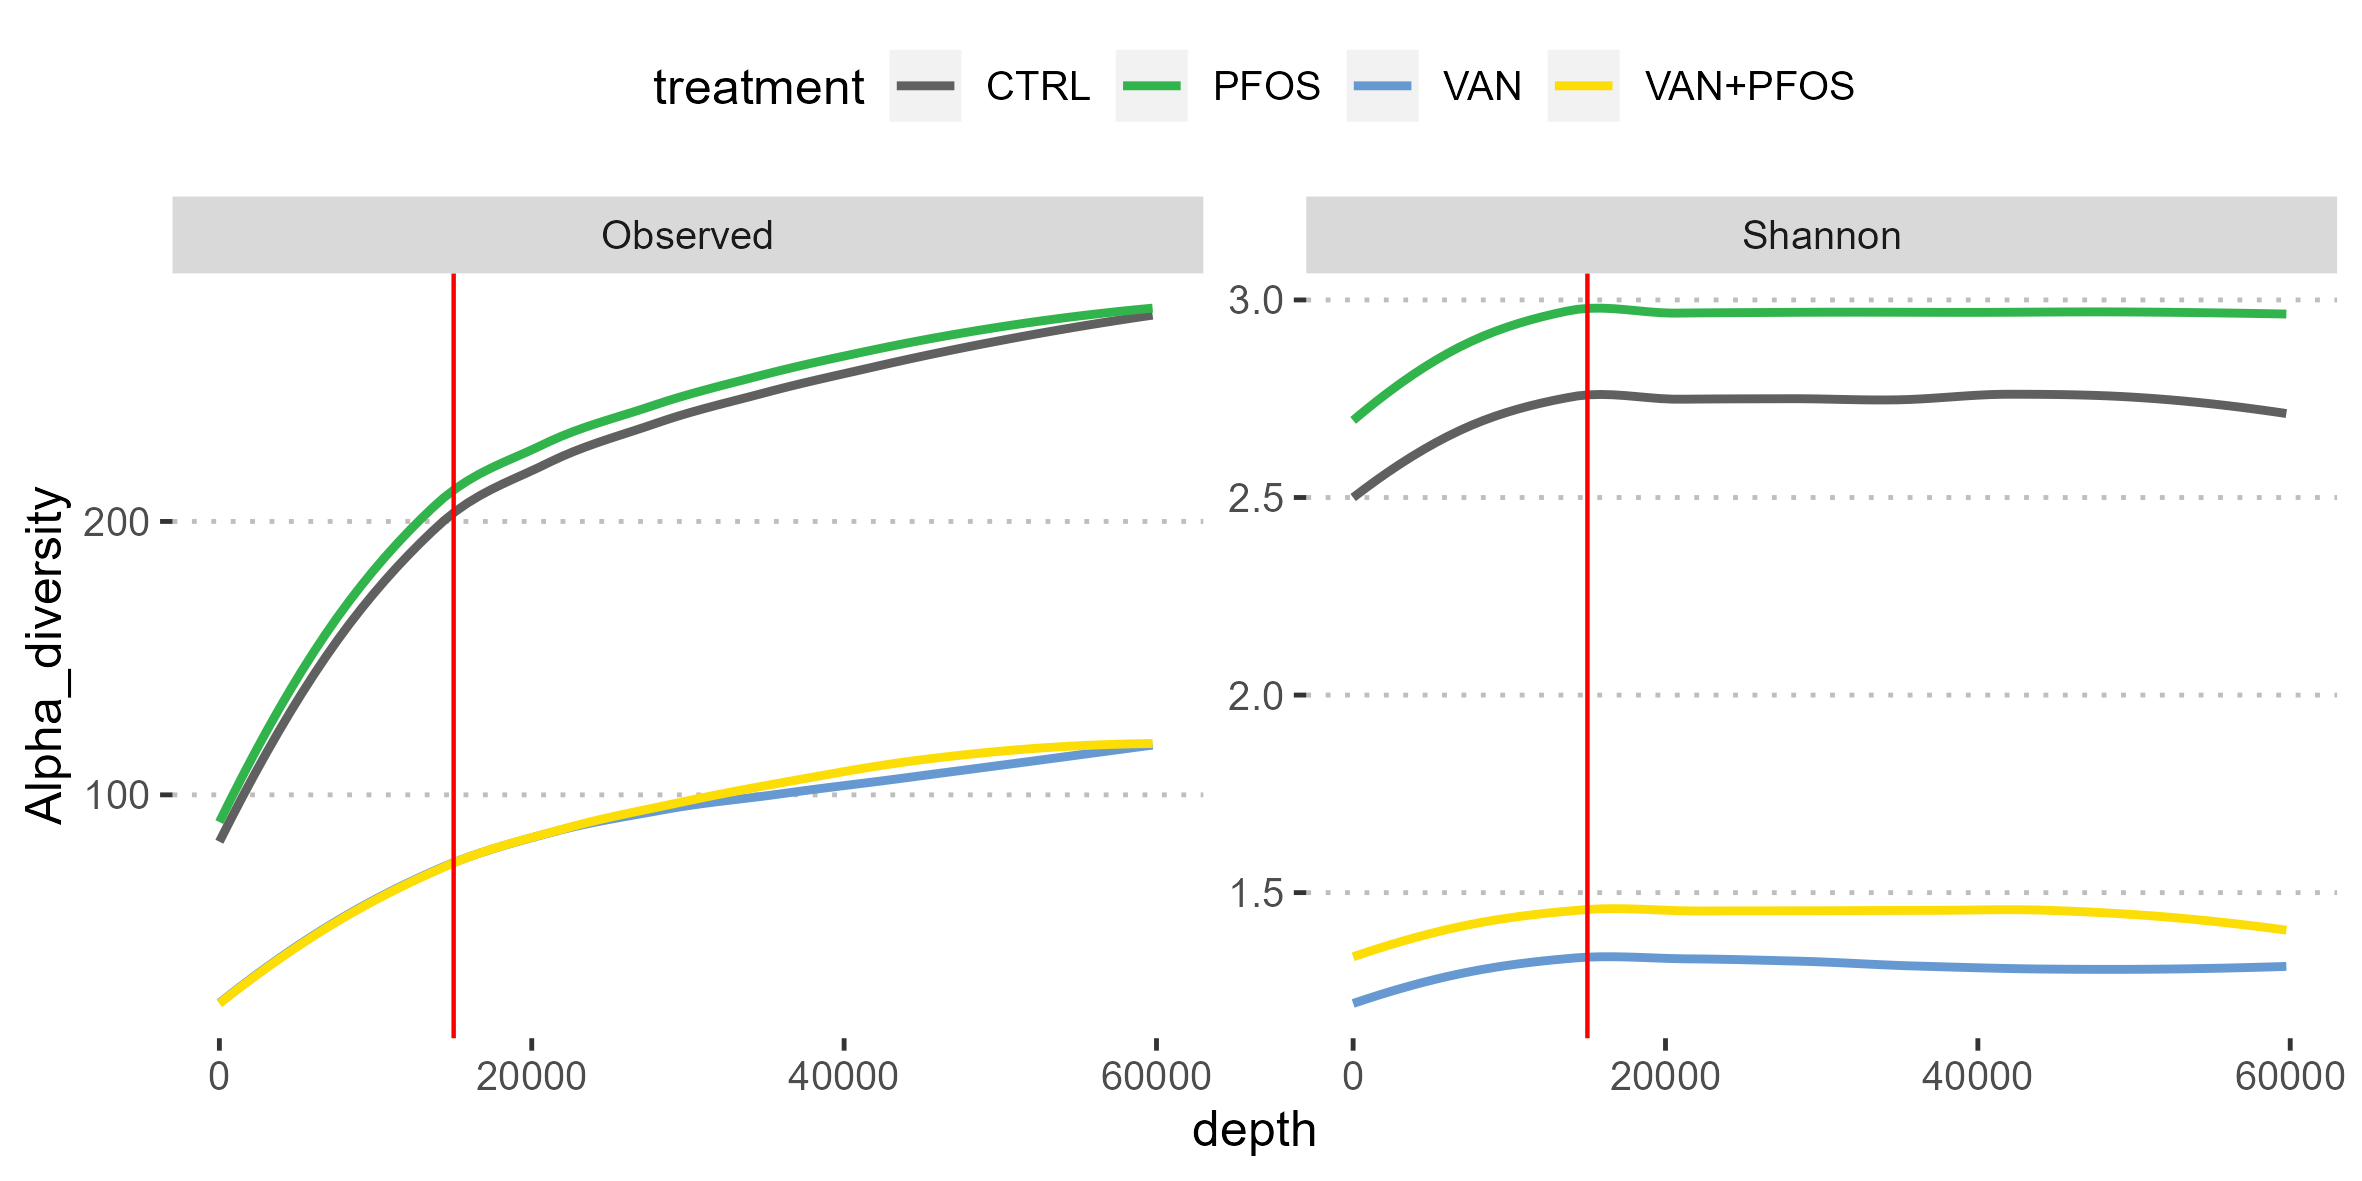 treatment CTRL PFOS VAN VAN+PFOS
Observed Shannon
Alpha_diversity
200
100
3.0
2.5
2.0
1.5
0 20000 40000 60000 0 20000 40000 60000
depth